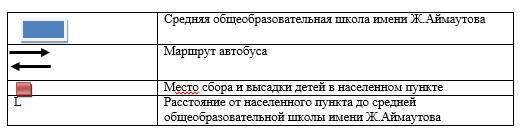 Средняя общеобразовательная школа имени Ж.Аймаутова
Маршрут автобуса
Место сбора и высадки детей в населенном пункте
L Расстояние от населенного пункта до средней
общеобразовательной школы имени Ж.Аймаутова